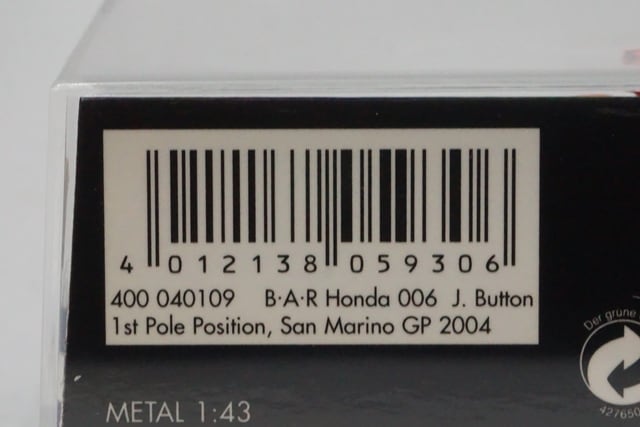 4 012138 059306
400 040109 B·A·R Honda 006 J. Button
1st Pole Position, San Marino GP 2004
METAL 1:43
Der grüne
427650